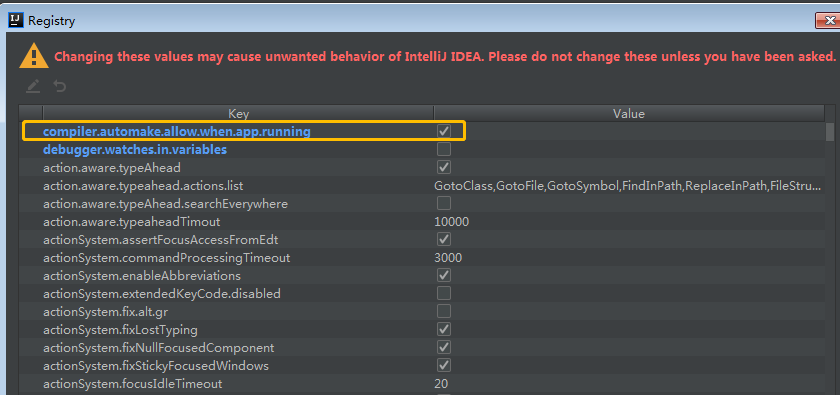 IJ Registry
Changing these values may cause unwanted behavior of IntelliJ IDEA. Please do not change these unless you have been asked.
Key Value
compiler.automake.allow.when.app.running
debugger.watches.in.variables
action.aware.typeAhead
action.aware.typeahead.actions.list GotoClass,GotoFile,GotoSymbol,FindInPath,ReplaceInPath,FileStru...
action.aware.typeAhead.searchEverywhere
action.aware.typeaheadTimout 10000
actionSystem.assertFocusAccessFromEdt
actionSystem.commandProcessingTimeout 3000
actionSystem.enableAbbreviations
actionSystem.extendedKeyCode.disabled
actionSystem.fix.alt.gr
actionSystem.fixLostTyping
actionSystem.fixNullFocusedComponent
actionSystem.fixStickyFocusedWindows
actionSystem.focusIdleTimeout 20